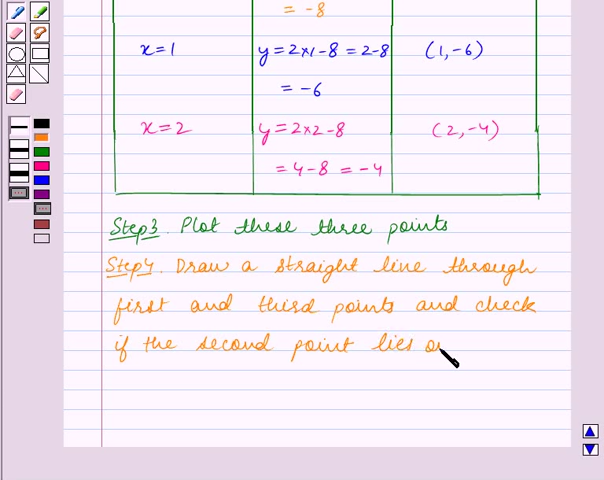 = -8
x=1 y=2×1-8=2-8 (1,-6)
= -6
x=2 y=2×2-8 (2,-4)
=4-8 = -4
Step3. Plot these three points
Step4. Draw a straight line through
first and third points and check
if the second point lies on